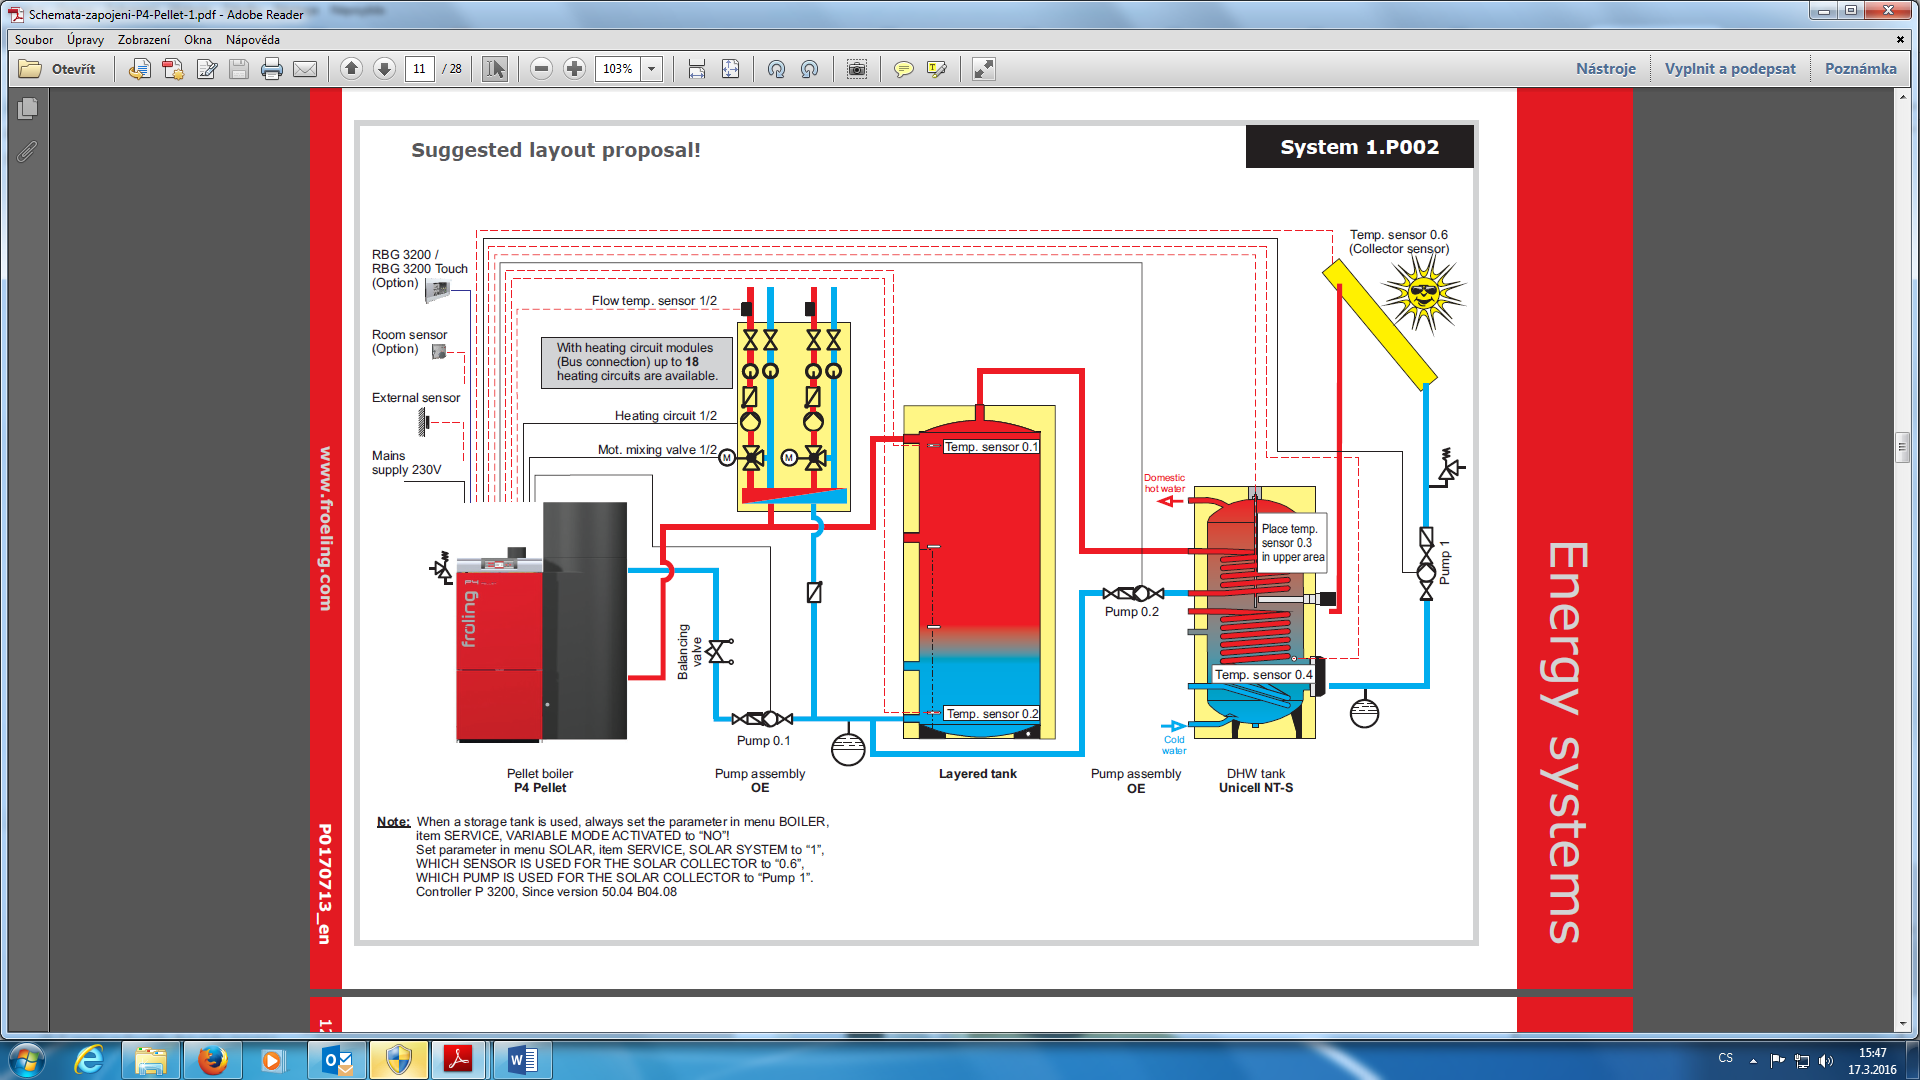 Schemata-zapojeni-P4-Pellet-1.pdf - Adobe Reader
Soubor Úpravy Zobrazení Okna Nápověda
Otevřít 11 / 28 103% Nástroje Vyplnit a podepsat Poznámka
Suggested layout proposal!
System 1.P002
Temp. sensor 0.6
(Collector sensor)
RBG 3200 /
RBG 3200 Touch
(Option)
Flow temp. sensor 1/2
Room sensor
(Option)
With heating circuit modules
(Bus connection) up to 18
heating circuits are available.
External sensor
Heating circuit 1/2
Mot. mixing valve 1/2
M
M
Mains
supply 230V
Temp. sensor 0.1
Domestic
hot water
Place temp.
sensor 0.3
in upper area
Pump 1
Pump 0.2
P4
fröling
Balancing
valve
Temp. sensor 0.4
Temp. sensor 0.2
Pump 0.1
Cold
water
Pellet boiler
P4 Pellet
Pump assembly
OE
Layered tank
Pump assembly
OE
DHW tank
Unicell NT-S
Note: When a storage tank is used, always set the parameter in menu BOILER,
item SERVICE, VARIABLE MODE ACTIVATED to “NO”!
Set parameter in menu SOLAR, item SERVICE, SOLAR SYSTEM to “1”,
WHICH SENSOR IS USED FOR THE SOLAR COLLECTOR to “0.6”,
WHICH PUMP IS USED FOR THE SOLAR COLLECTOR to “Pump 1”.
Controller P 3200, Since version 50.04 B04.08
www.froeling.com
P0170713_en
Energy systems
CS
15:47
17.3.2016